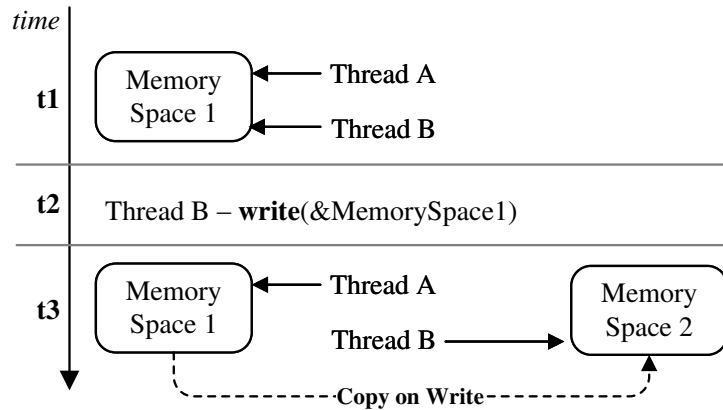 time
t1
Memory
Space 1
Thread A
Thread B
t2
Thread B – write(&MemorySpace1)
t3
Memory
Space 1
Thread A
Thread B
Memory
Space 2
Copy on Write